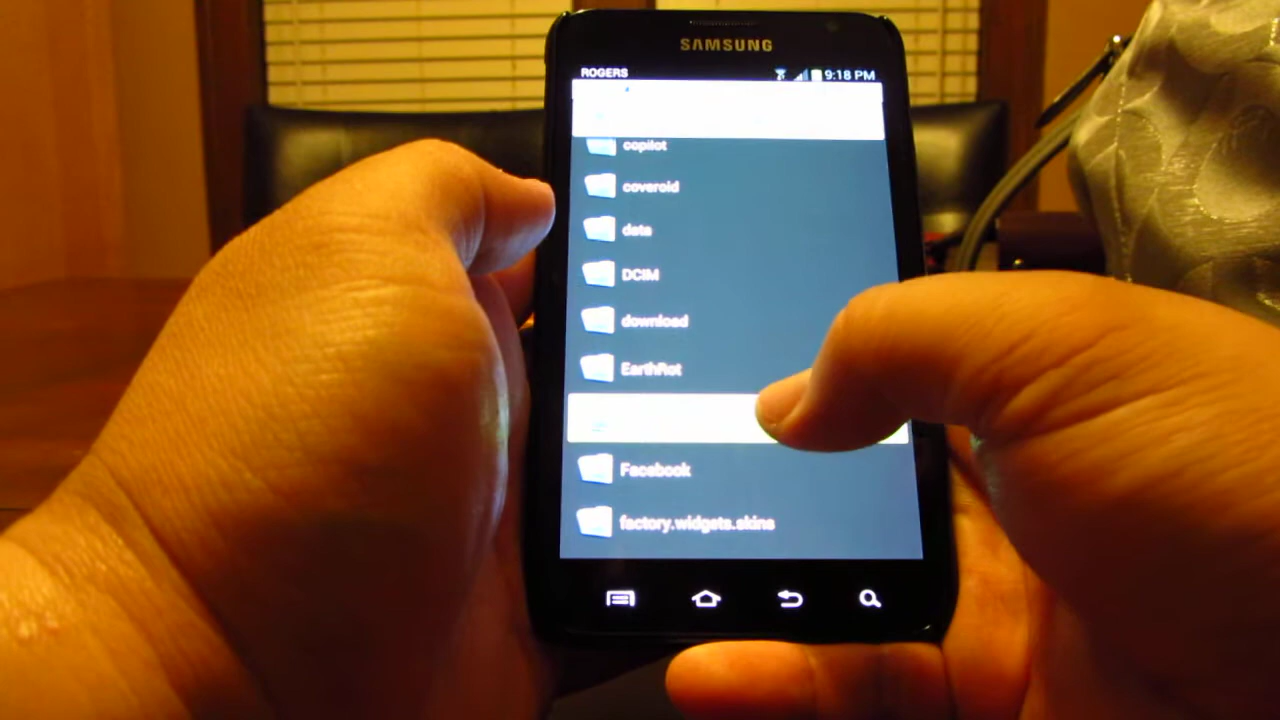 SAMSUNG
ROGERS 9:18 PM
copilot
coveroid
data
DCIM
download
EarthRot
Facebook
factory.widgets.skins